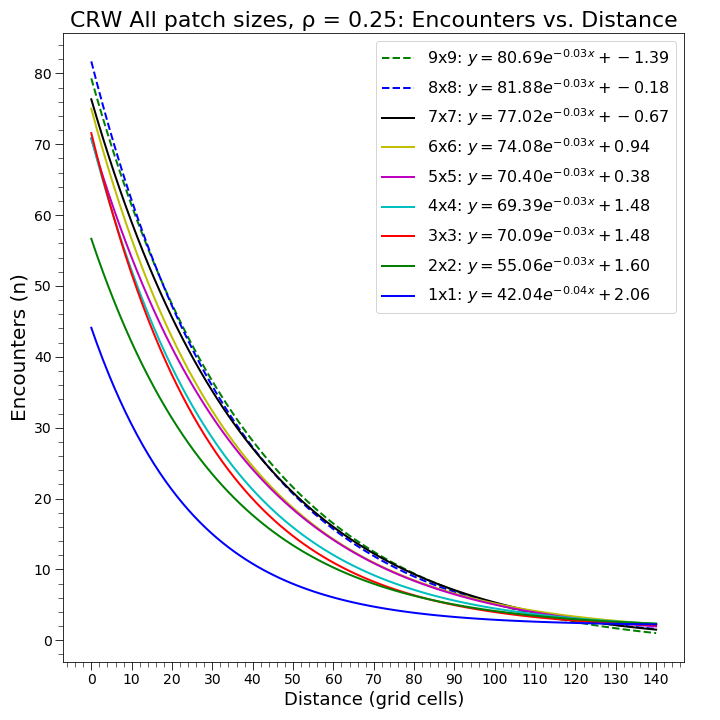 CRW All patch sizes, ρ = 0.25: Encounters vs. Distance
9x9: y = 80.69e^{−0.03x} + −1.39
8x8: y = 81.88e^{−0.03x} + −0.18
7x7: y = 77.02e^{−0.03x} + −0.67
6x6: y = 74.08e^{−0.03x} + 0.94
5x5: y = 70.40e^{−0.03x} + 0.38
4x4: y = 69.39e^{−0.03x} + 1.48
3x3: y = 70.09e^{−0.03x} + 1.48
2x2: y = 55.06e^{−0.03x} + 1.60
1x1: y = 42.04e^{−0.04x} + 2.06
Encounters (n)
80
70
60
50
40
30
20
10
0
0 10 20 30 40 50 60 70 80 90 100 110 120 130 140
Distance (grid cells)